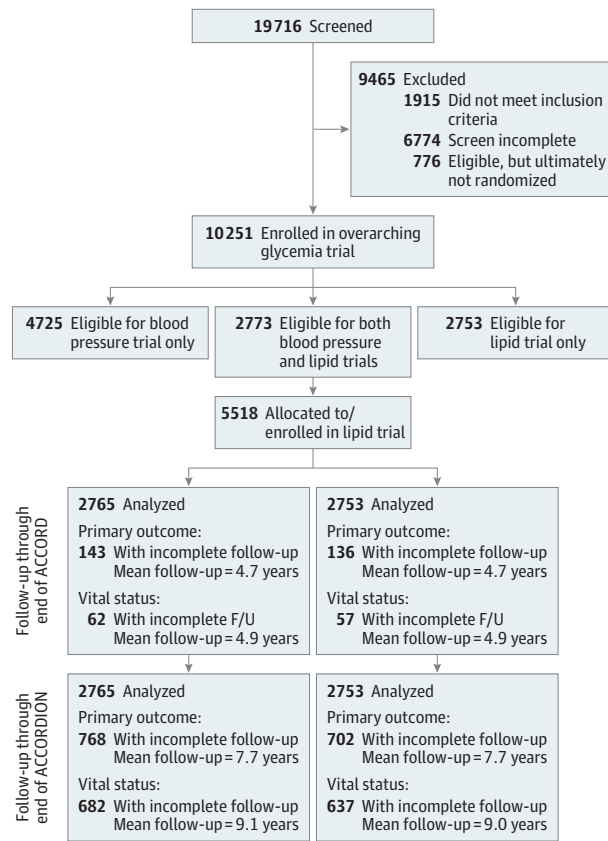 19 716 Screened
9465 Excluded
1915 Did not meet inclusion
criteria
6774 Screen incomplete
776 Eligible, but ultimately
not randomized
10 251 Enrolled in overarching
glycemia trial
4725 Eligible for blood
pressure trial only
2773 Eligible for both
blood pressure
and lipid trials
2753 Eligible for
lipid trial only
5518 Allocated to/
enrolled in lipid trial
Follow-up through
end of ACCORD
2765 Analyzed
Primary outcome:
143 With incomplete follow-up
Mean follow-up = 4.7 years
Vital status:
62 With incomplete F/U
Mean follow-up = 4.9 years
2753 Analyzed
Primary outcome:
136 With incomplete follow-up
Mean follow-up = 4.7 years
Vital status:
57 With incomplete F/U
Mean follow-up = 4.9 years
Follow-up through
end of ACCORDION
2765 Analyzed
Primary outcome:
768 With incomplete follow-up
Mean follow-up = 7.7 years
Vital status:
682 With incomplete follow-up
Mean follow-up = 9.1 years
2753 Analyzed
Primary outcome:
702 With incomplete follow-up
Mean follow-up = 7.7 years
Vital status:
637 With incomplete follow-up
Mean follow-up = 9.0 years